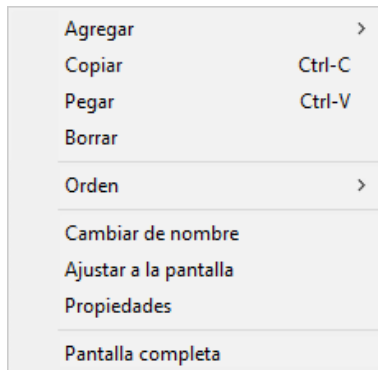 Agregar
Copiar Ctrl-C
Pegar Ctrl-V
Borrar
Orden
Cambiar de nombre
Ajustar a la pantalla
Propiedades
Pantalla completa